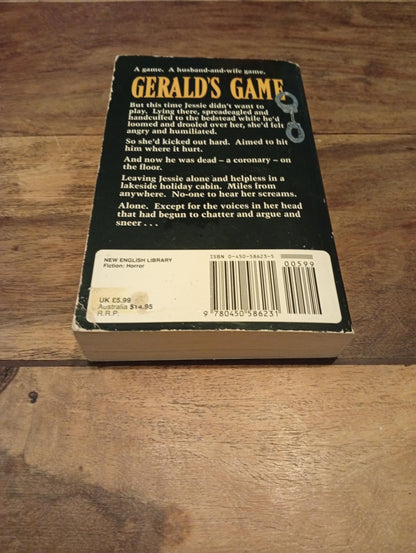 A game. A husband-and-wife game.
GERALD'S GAME
But this time Jessie didn't want to
play. Lying there, spreadeagled and
handcuffed to the bedstead while he'd
loomed and drooled over her, she'd felt
angry and humiliated.
So she'd kicked out hard. Aimed to hit
him where it hurt.
And now he was dead – a coronary – on
the floor.
Leaving Jessie alone and helpless in a
lakeside holiday cabin. Miles from
anywhere. No-one to hear her screams.
Alone. Except for the voices in her head
that had begun to chatter and argue and
sneer . . .
NEW ENGLISH LIBRARY
Fiction: Horror
UK £5.99
Australia $14.95
R.R.P.
ISBN 0-450-58623-5
00599
9 780450 586231